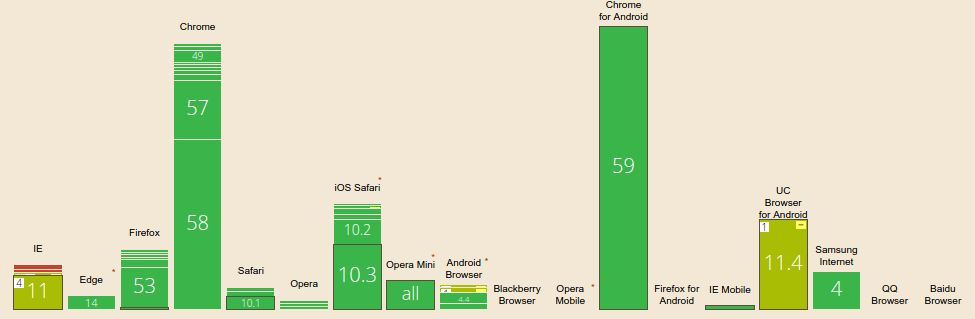 Chrome
for Android
Chrome
49
57
58
59
iOS Safari*
10.2
10.3
UC
Browser
for Android
1
-
11.4
Firefox
53
IE
4
11
Edge *
14
Safari
10.1
Opera
Opera Mini*
all
Android *
Browser
4.4
Blackberry
Browser
Opera *
Mobile
Firefox for
Android
IE Mobile
Samsung
Internet
4
QQ
Browser
Baidu
Browser